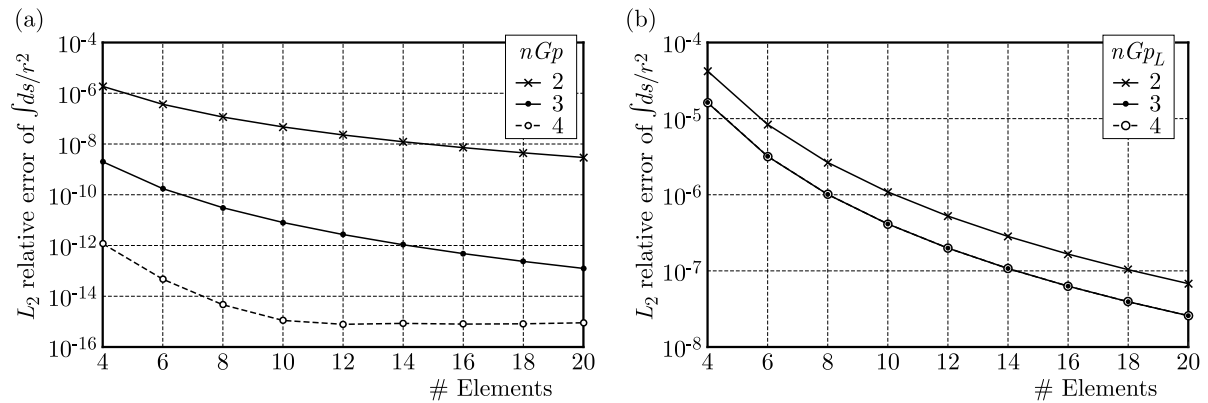 (a)
L₂ relative error of ∫ds/r²
10⁻⁴
10⁻⁶
10⁻⁸
10⁻¹⁰
10⁻¹²
10⁻¹⁴
10⁻¹⁶
4 6 8 10 12 14 16 18 20
# Elements
nGp
2
3
4
(b)
L₂ relative error of ∫ds/r²
10⁻⁴
10⁻⁵
10⁻⁶
10⁻⁷
10⁻⁸
4 6 8 10 12 14 16 18 20
# Elements
nGp_L
2
3
4